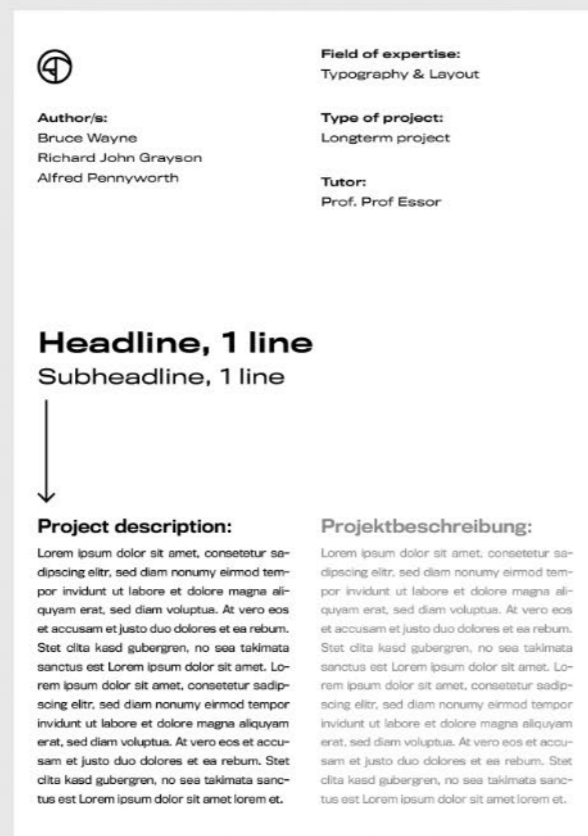 Field of expertise:
Typography & Layout
Author/s:
Bruce Wayne
Richard John Grayson
Alfred Pennyworth
Type of project:
Longterm project
Tutor:
Prof. Prof Essor
Headline, 1 line
Subheadline, 1 line
Project description:
Lorem ipsum dolor sit amet, consetetur sa-
dipscing elitr, sed diam nonumy eirmod tem-
por invidunt ut labore et dolore magna ali-
quyam erat, sed diam voluptua. At vero eos
et accusam et justo duo dolores et ea rebum.
Stet clita kasd gubergren, no sea takimata
sanctus est Lorem ipsum dolor sit amet. Lo-
rem ipsum dolor sit amet, consetetur sadip-
scing elitr, sed diam nonumy eirmod tempor
invidunt ut labore et dolore magna aliquyam
erat, sed diam voluptua. At vero eos et accu-
sam et justo duo dolores et ea rebum. Stet
clita kasd gubergren, no sea takimata sanc-
tus est Lorem ipsum dolor sit amet lorem et.
Projektbeschreibung:
Lorem ipsum dolor sit amet, consetetur sa-
dipscing elitr, sed diam nonumy eirmod tem-
por invidunt ut labore et dolore magna ali-
quyam erat, sed diam voluptua. At vero eos
et accusam et justo duo dolores et ea rebum.
Stet clita kasd gubergren, no sea takimata
sanctus est Lorem ipsum dolor sit amet. Lo-
rem ipsum dolor sit amet, consetetur sadip-
scing elitr, sed diam nonumy eirmod tempor
invidunt ut labore et dolore magna aliquyam
erat, sed diam voluptua. At vero eos et accu-
sam et justo duo dolores et ea rebum. Stet
clita kasd gubergren, no sea takimata sanc-
tus est Lorem ipsum dolor sit amet lorem et.